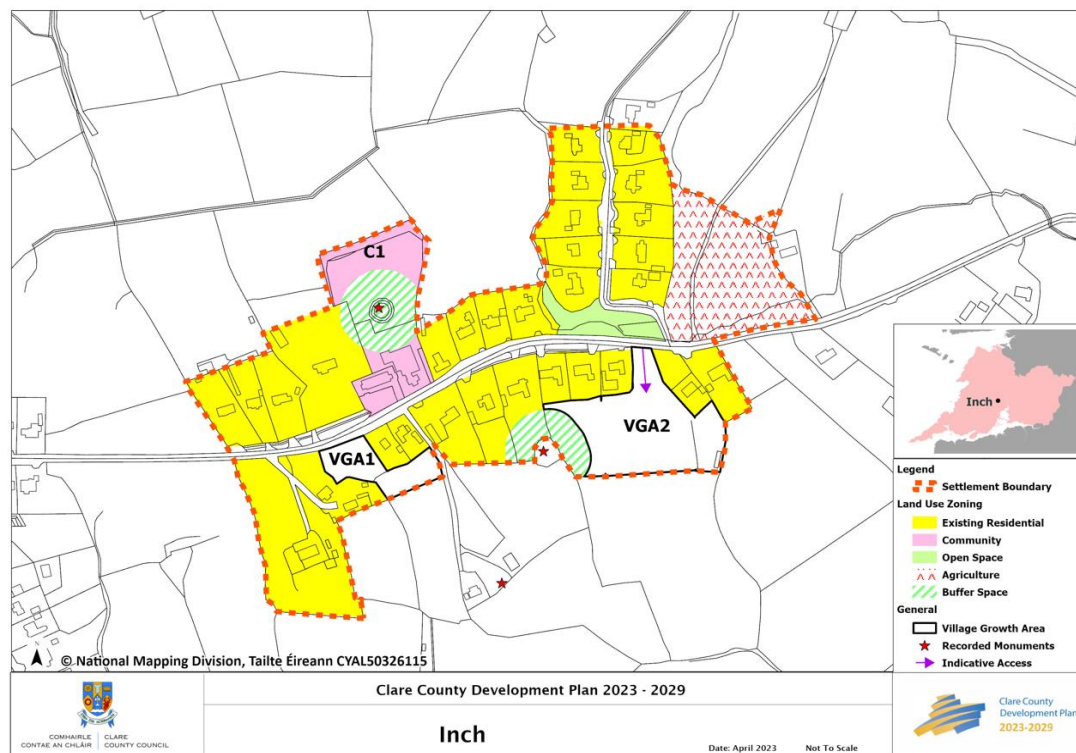 C1
VGA1
VGA2
Inch
Legend
Settlement Boundary
Land Use Zoning
Existing Residential
Community
Open Space
Agriculture
Buffer Space
General
Village Growth Area
Recorded Monuments
Indicative Access
N
© National Mapping Division, Tailte Éireann CYAL50326115
Clare County Development Plan 2023 - 2029
Inch
Date: April 2023
Not To Scale
COMHAIRLE
CONTAE AN CHLÁIR
CLARE
COUNTY COUNCIL
Clare County
Development Plan
2023-2029